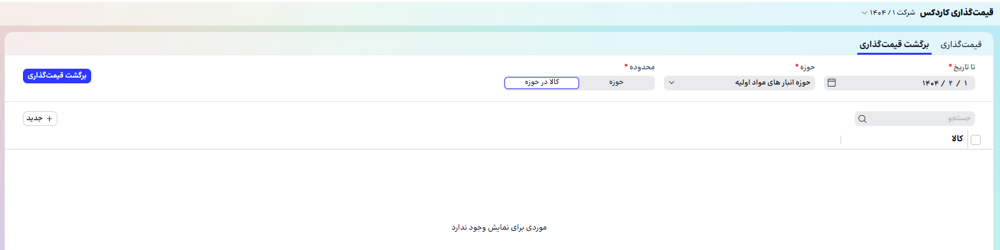 قیمت‌گذاری کاردکس شرکت ۱ / ۱۴۰۴
قیمت‌گذاری برگشت قیمت‌گذاری
تا تاریخ * حوزه * محدوده *
۱ / ۲ / ۱۴۰۴ حوزه انبار های مواد اولیه حوزه کالا در حوزه برگشت قیمت‌گذاری
جستجو + جدید
کالا
موردی برای نمایش وجود ندارد